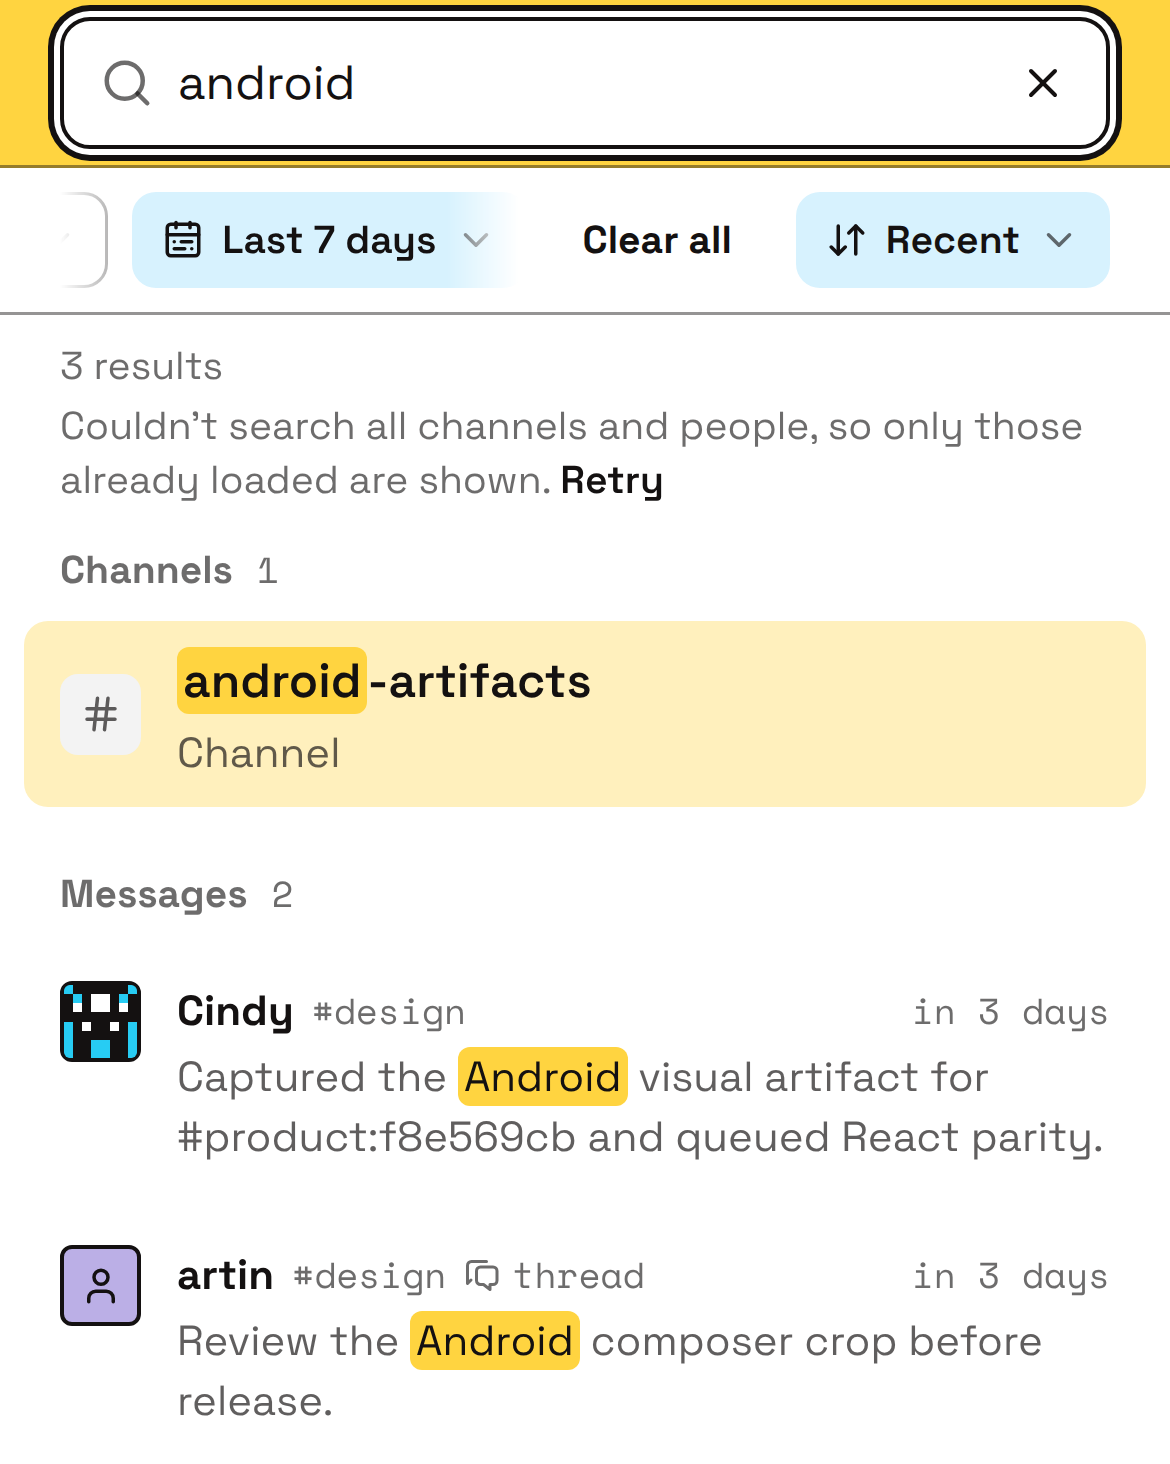 android
Last 7 days
Clear all
Recent
3 results
Couldn’t search all channels and people, so only those
already loaded are shown. Retry
Channels 1
#
android-artifacts
Channel
Messages 2
Cindy #design in 3 days
Captured the Android visual artifact for
#product:f8e569cb and queued React parity.
artin #design thread in 3 days
Review the Android composer crop before
release.